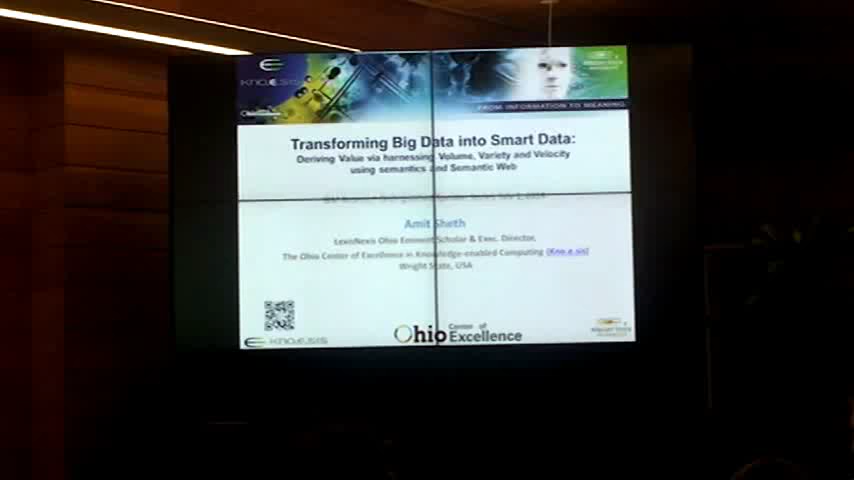 KNO.E.SIS
FROM INFORMATION TO MEANING
Transforming Big Data into Smart Data:
Deriving Value via harnessing Volume, Variety and Velocity
using semantics and Semantic Web
Amit Sheth
LexisNexis Ohio Eminent Scholar & Exec. Director,
The Ohio Center of Excellence in Knowledge-enabled Computing (Kno.e.sis)
Wright State, USA
KNO.E.SIS
Ohio Center of Excellence